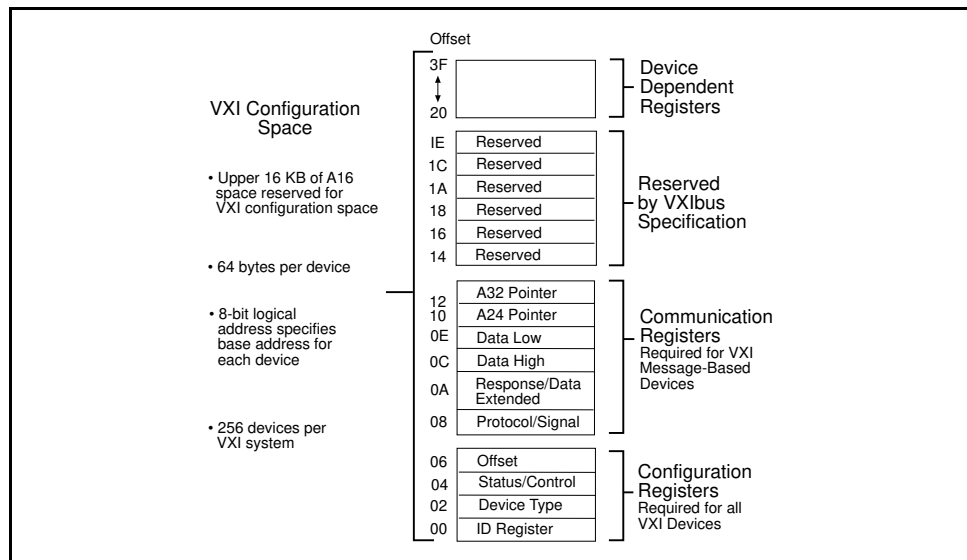 Offset
VXI Configuration
Space
• Upper 16 KB of A16
space reserved for
VXI configuration space
• 64 bytes per device
• 8-bit logical
address specifies
base address for
each device
• 256 devices per
VXI system
3F
20
Device
Dependent
Registers
IE Reserved
1C Reserved
1A Reserved
18 Reserved
16 Reserved
14 Reserved
Reserved
by VXIbus
Specification
12 A32 Pointer
10 A24 Pointer
0E Data Low
0C Data High
0A Response/Data
Extended
08 Protocol/Signal
Communication
Registers
Required for VXI
Message-Based
Devices
06 Offset
04 Status/Control
02 Device Type
00 ID Register
Configuration
Registers
Required for all
VXI Devices